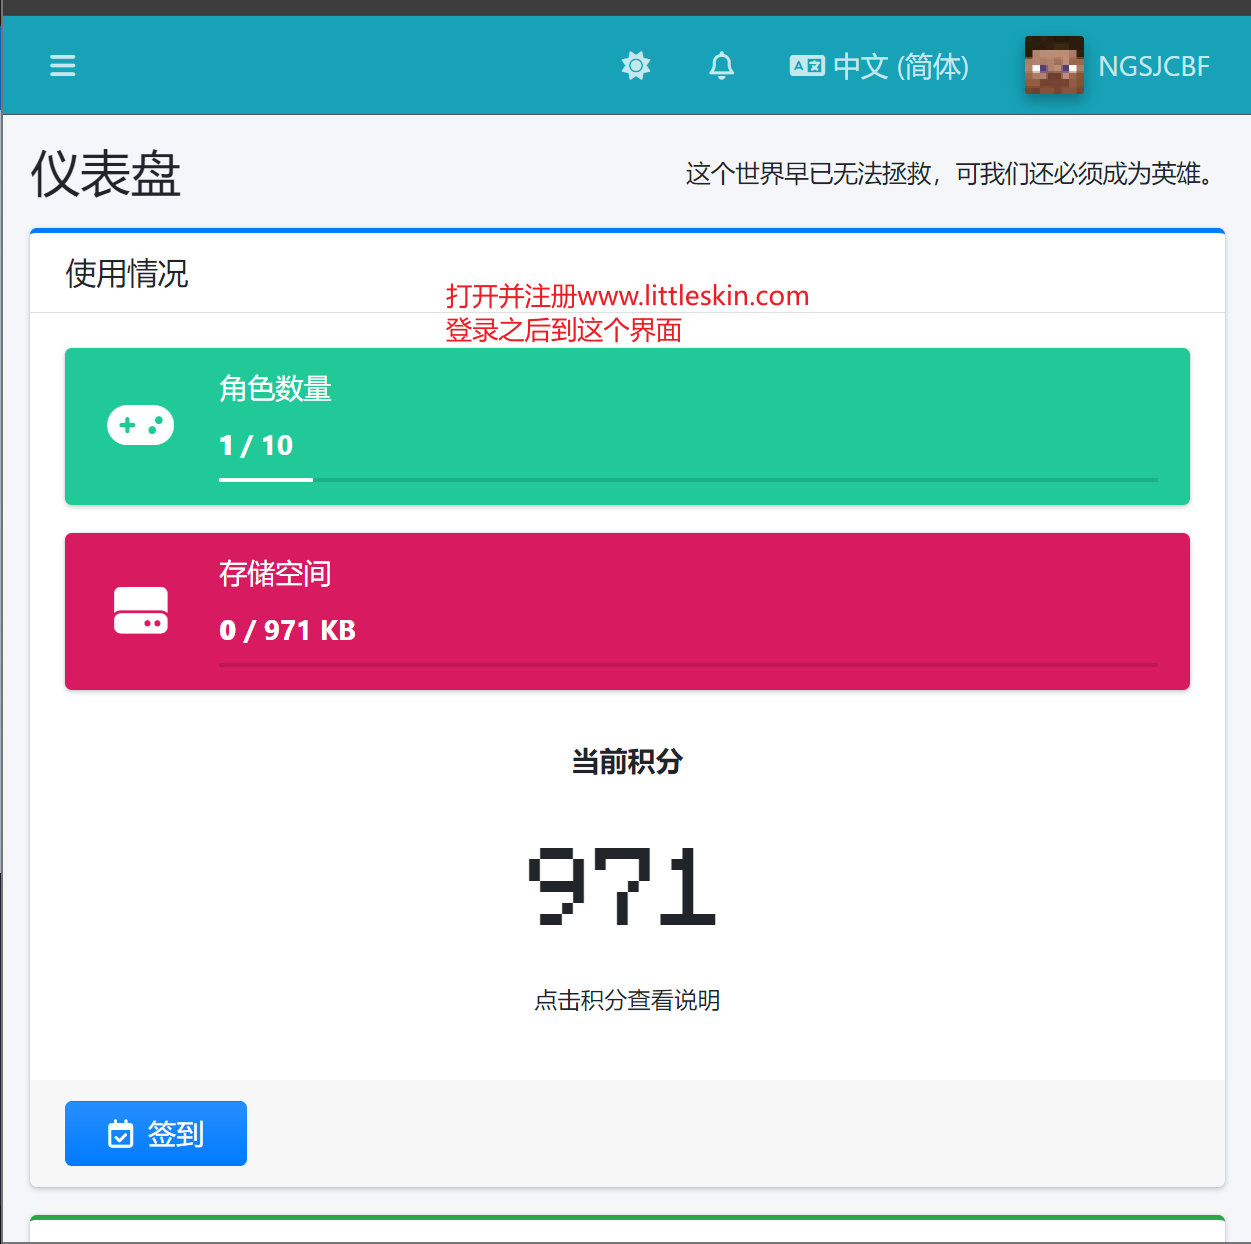 中文 (简体)
NGSJCBF
仪表盘
这个世界早已无法拯救，可我们还必须成为英雄。
使用情况
打开并注册www.littleskin.com
登录之后到这个界面
角色数量
1 / 10
存储空间
0 / 971 KB
当前积分
971
点击积分查看说明
签到